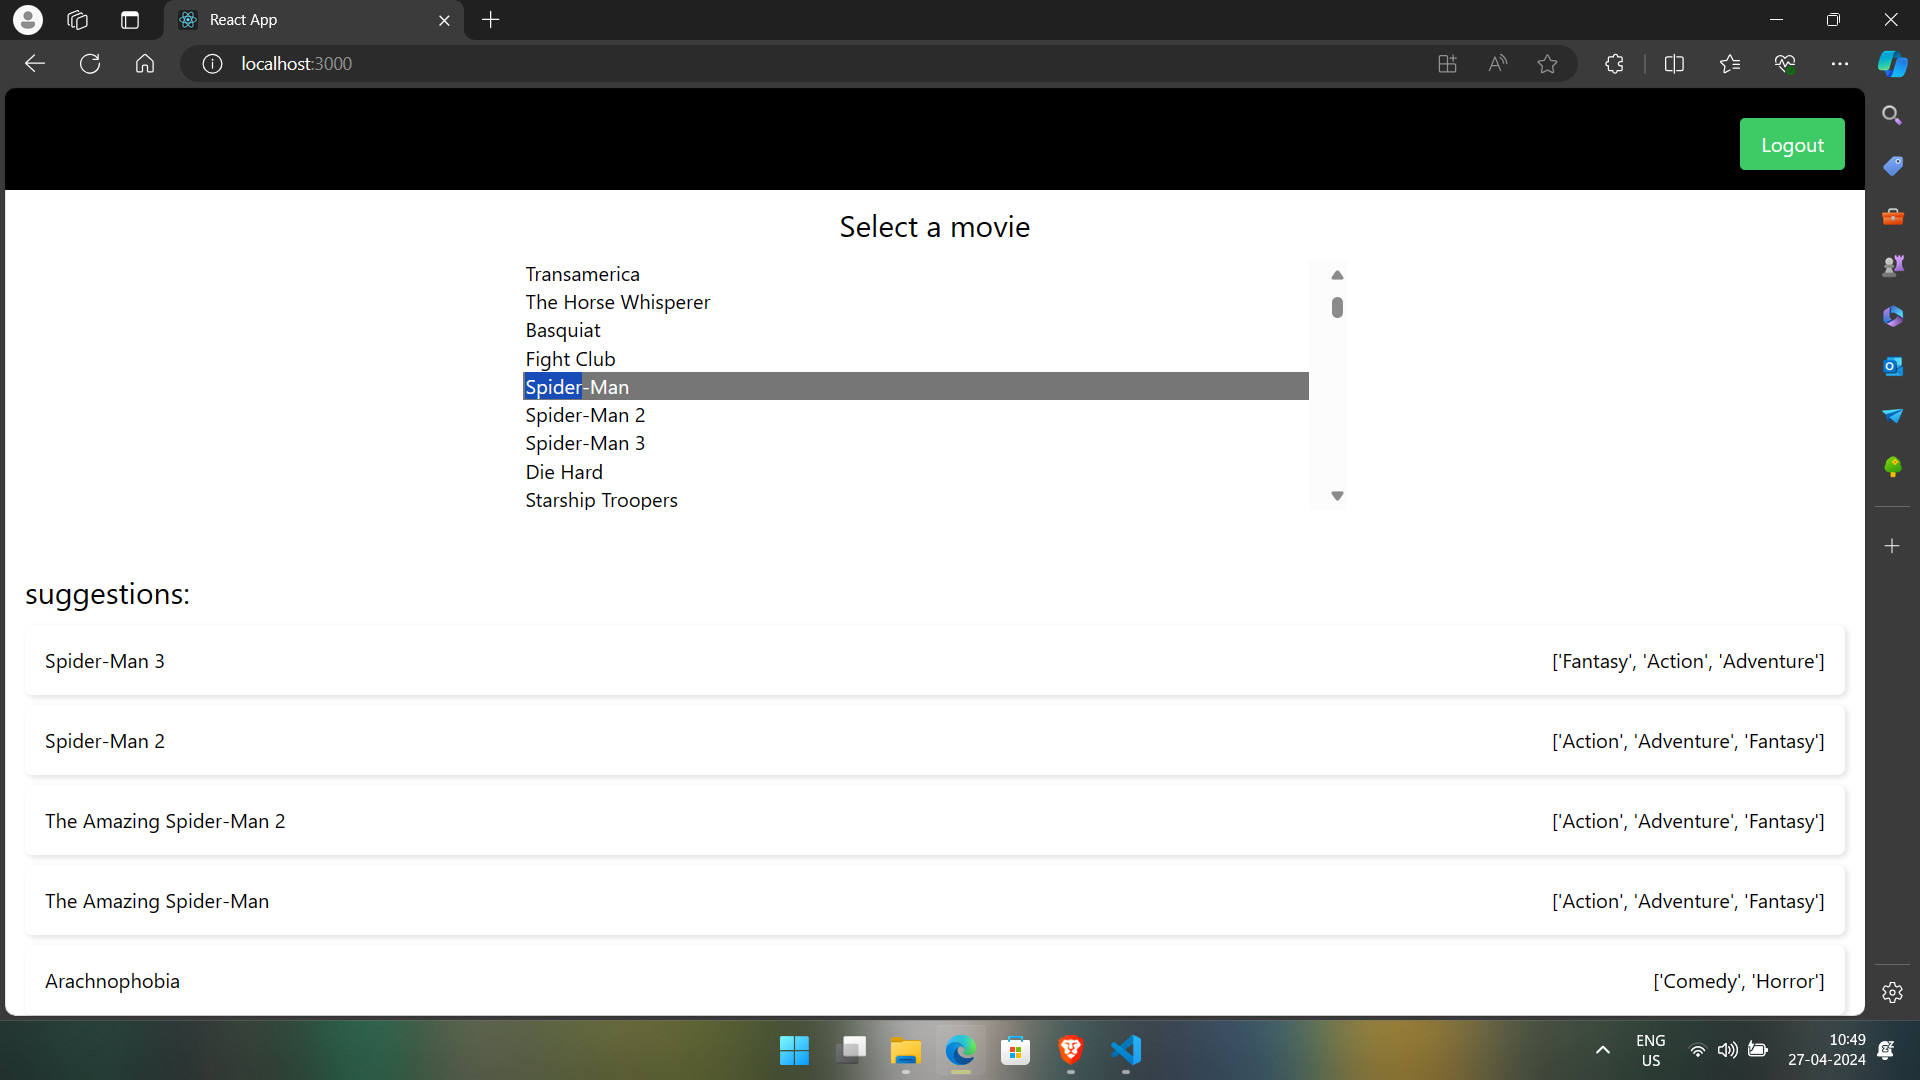 React App
localhost:3000
Logout
Select a movie
Transamerica
The Horse Whisperer
Basquiat
Fight Club
Spider-Man
Spider-Man 2
Spider-Man 3
Die Hard
Starship Troopers
suggestions:
Spider-Man 3 ['Fantasy', 'Action', 'Adventure']
Spider-Man 2 ['Action', 'Adventure', 'Fantasy']
The Amazing Spider-Man 2 ['Action', 'Adventure', 'Fantasy']
The Amazing Spider-Man ['Action', 'Adventure', 'Fantasy']
Arachnophobia ['Comedy', 'Horror']
ENG 10:49
US 27-04-2024